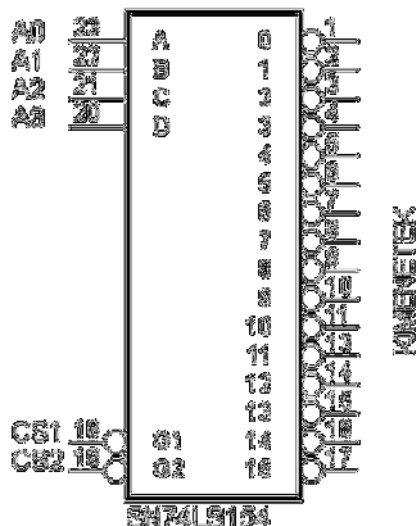 A0 23 A 0 1
A1 22 B 1 2
A2 21 C 2 3
A3 20 D 3 4
4 5
5 6
6 7
7 8
8 9
9 10
10 11
11 13
12 14
13 15
CS1 18 G1 14 16
CS2 19 G2 15 17
SN74LS154
KIMENETEK